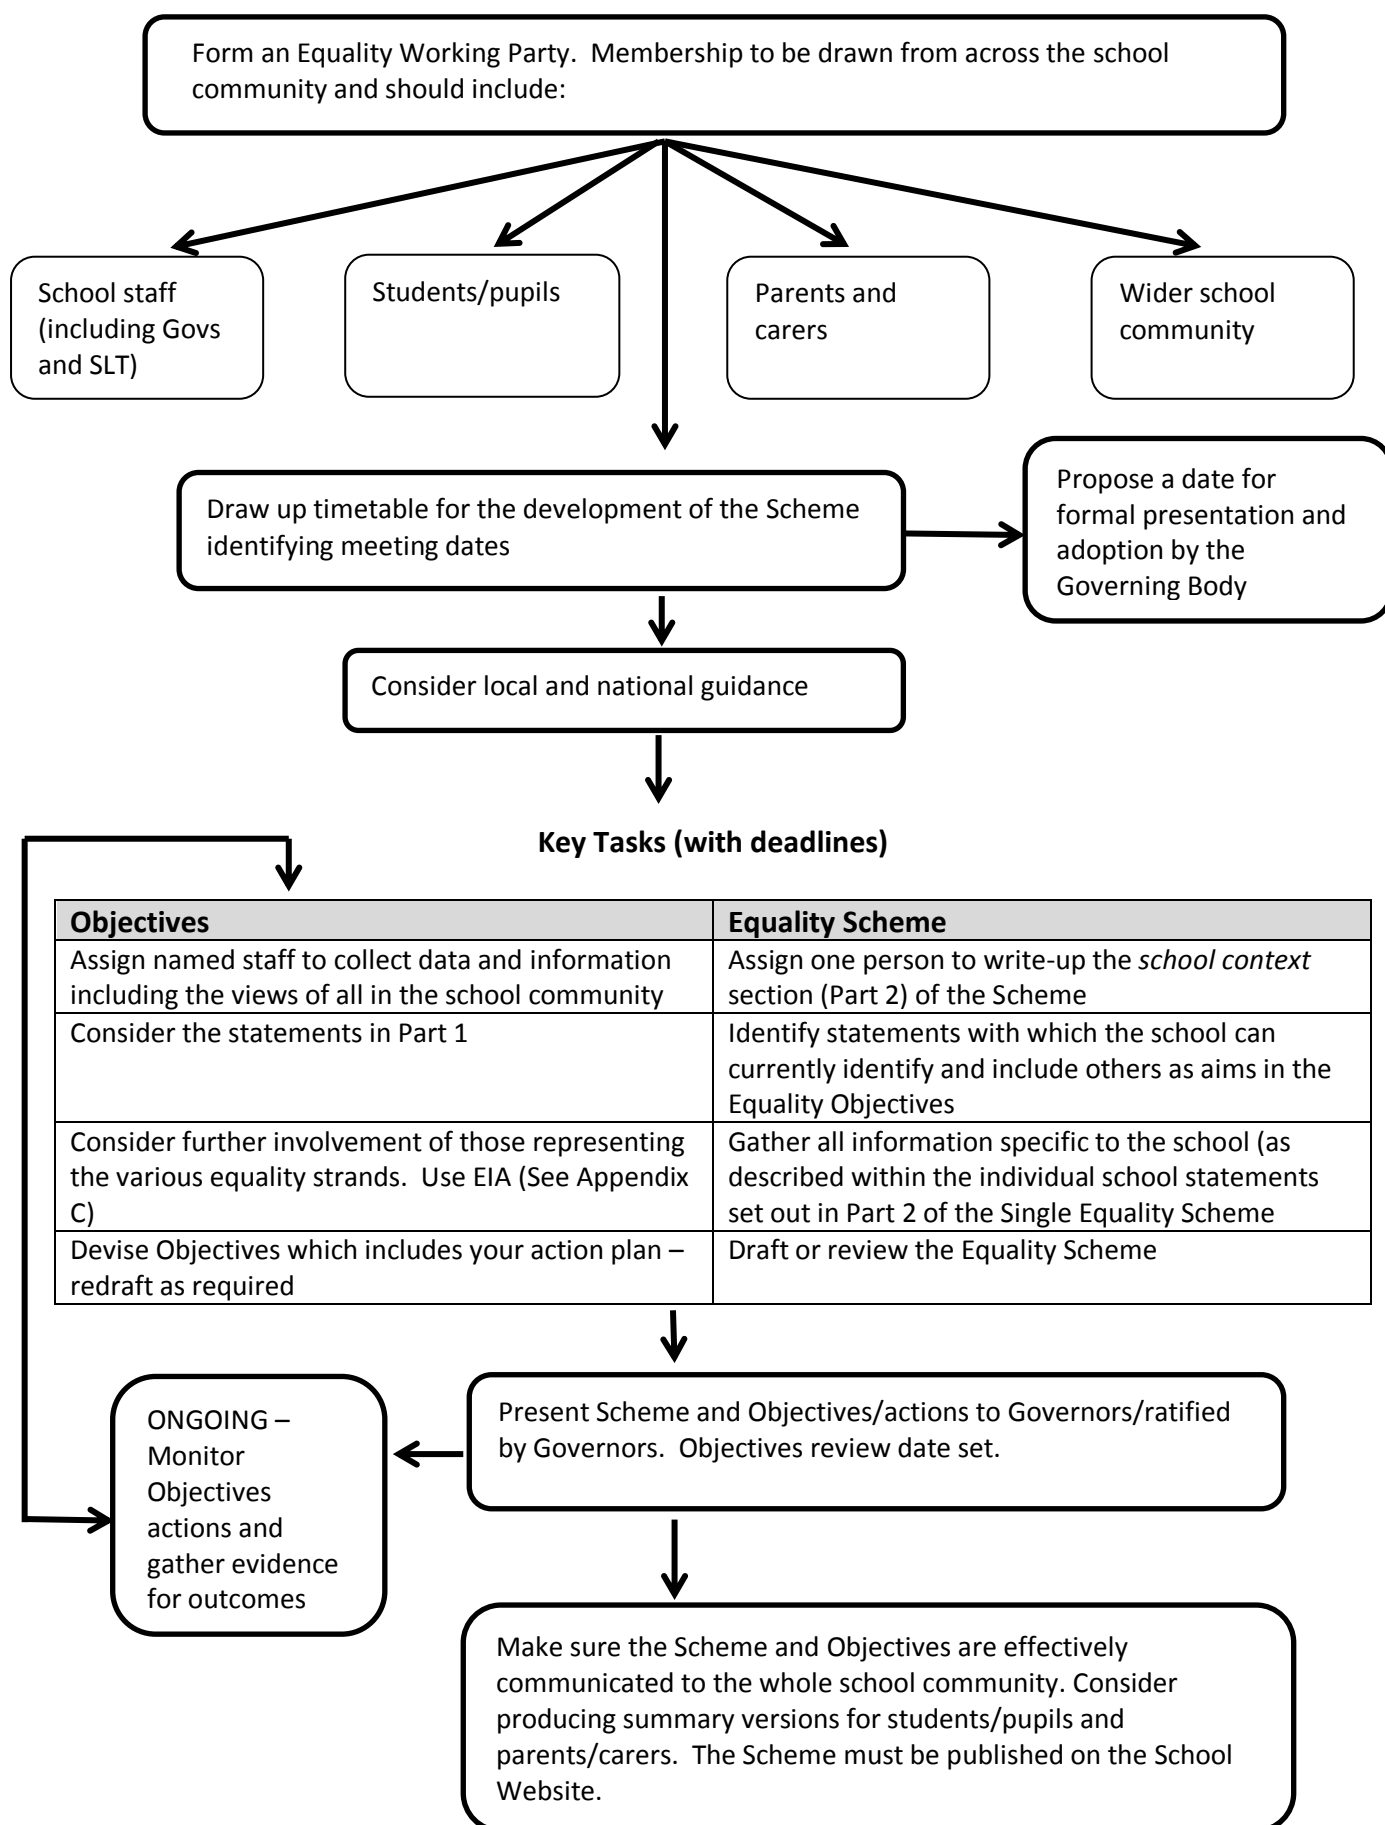 Form an Equality Working Party.  Membership to be drawn from across the school
community and should include:
School staff
(including Govs
and SLT)
Students/pupils
Parents and
carers
Wider school
community
Draw up timetable for the development of the Scheme
identifying meeting dates
Propose a date for
formal presentation and
adoption by the
Governing Body
Consider local and national guidance
Key Tasks (with deadlines)
Objectives
Equality Scheme
Assign named staff to collect data and information
including the views of all in the school community
Assign one person to write-up the school context
section (Part 2) of the Scheme
Consider the statements in Part 1
Identify statements with which the school can
currently identify and include others as aims in the
Equality Objectives
Consider further involvement of those representing
the various equality strands.  Use EIA (See Appendix
C)
Gather all information specific to the school (as
described within the individual school statements
set out in Part 2 of the Single Equality Scheme
Devise Objectives which includes your action plan –
redraft as required
Draft or review the Equality Scheme
ONGOING –
Monitor
Objectives
actions and
gather evidence
for outcomes
Present Scheme and Objectives/actions to Governors/ratified
by Governors.  Objectives review date set.
Make sure the Scheme and Objectives are effectively
communicated to the whole school community. Consider
producing summary versions for students/pupils and
parents/carers.  The Scheme must be published on the School
Website.